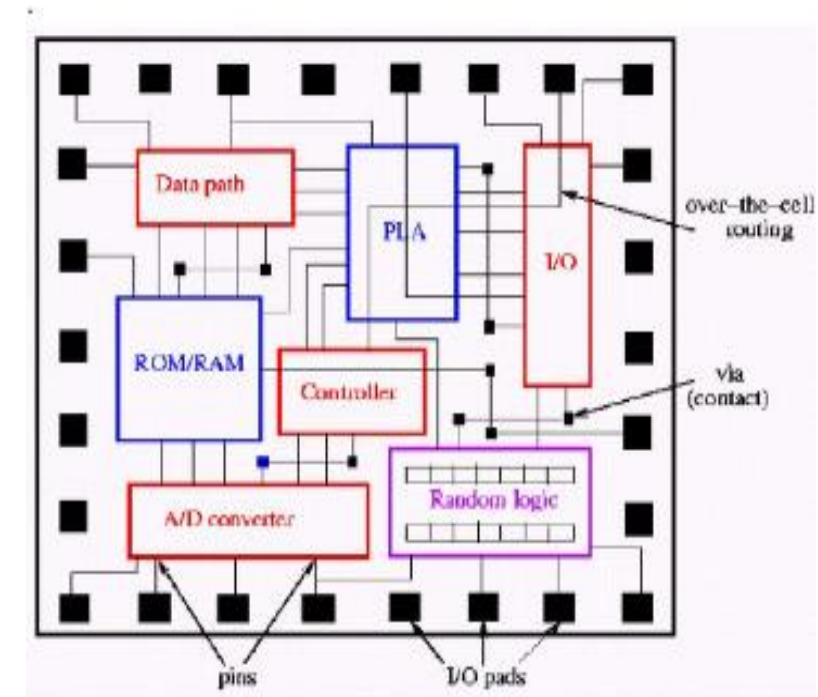 Data path
PLA
over-the-cell
routing
I/O
ROM/RAM
Controller
via
(contact)
Random logic
A/D converter
pins
I/O pads